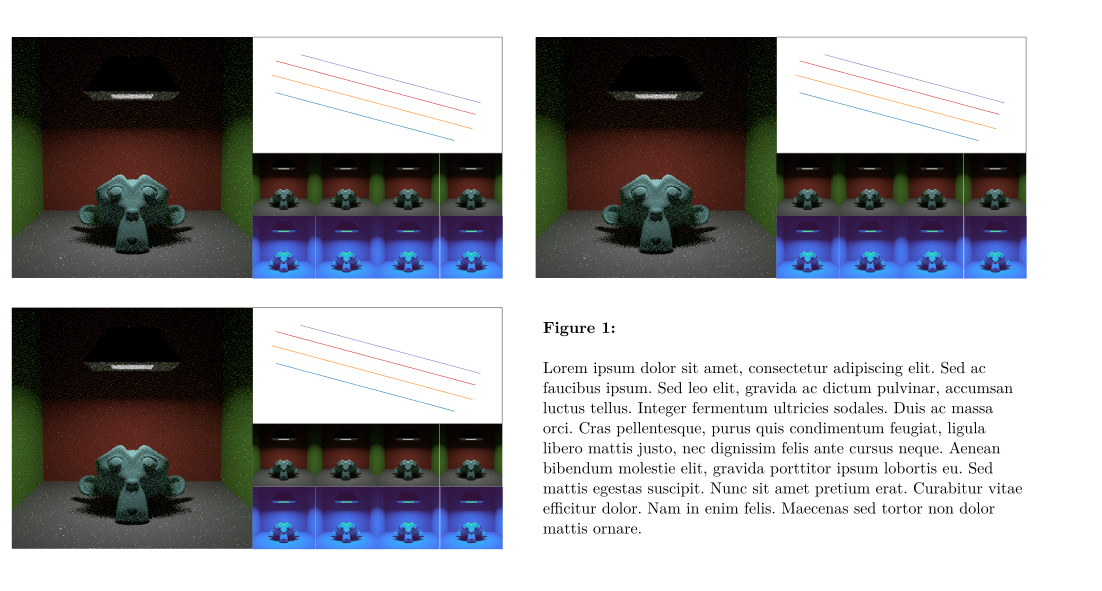 Figure 1:
Lorem ipsum dolor sit amet, consectetur adipiscing elit. Sed ac
faucibus ipsum. Sed leo elit, gravida ac dictum pulvinar, accumsan
luctus tellus. Integer fermentum ultricies sodales. Duis ac massa
orci. Cras pellentesque, purus quis condimentum feugiat, ligula
libero mattis justo, nec dignissim felis ante cursus neque. Aenean
bibendum molestie elit, gravida porttitor ipsum lobortis eu. Sed
mattis egestas suscipit. Nunc sit amet pretium erat. Curabitur vitae
efficitur dolor. Nam in enim felis. Maecenas sed tortor non dolor
mattis ornare.